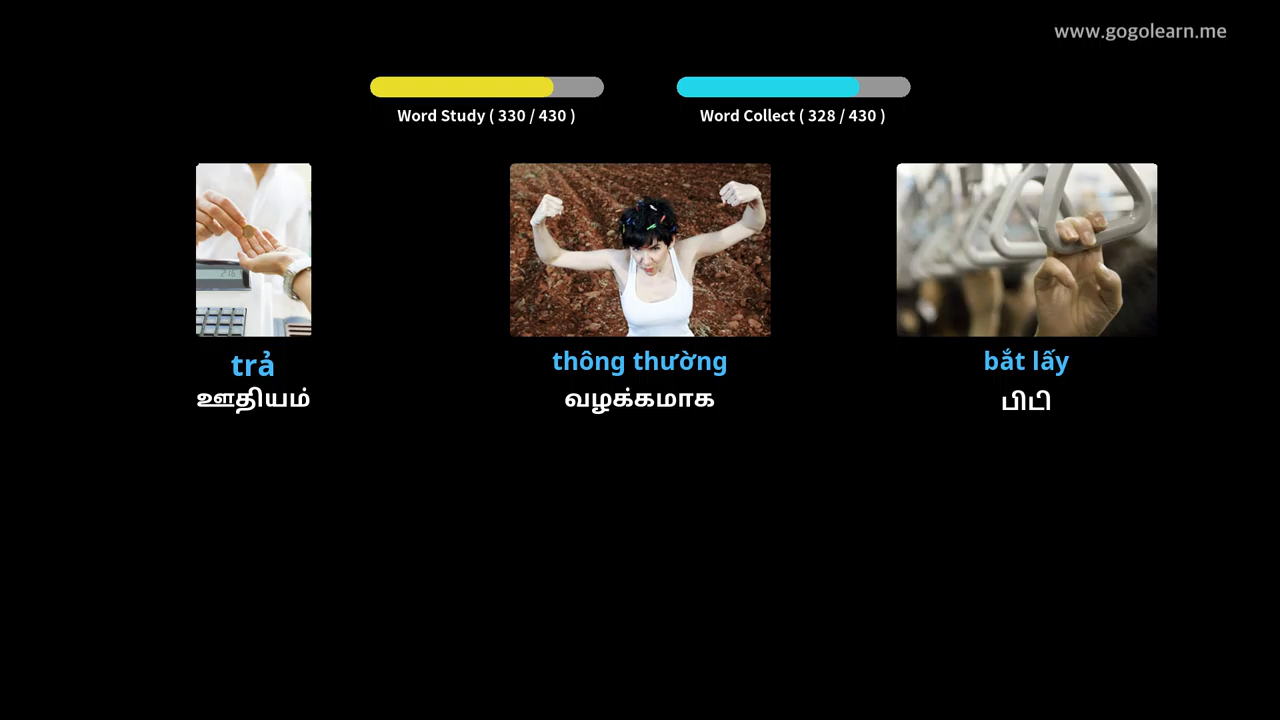 www.gogolearn.me
Word Study ( 330 / 430 )
Word Collect ( 328 / 430 )
trả
ஊதியம்
thông thường
வழக்கமாக
bắt lấy
பிடி